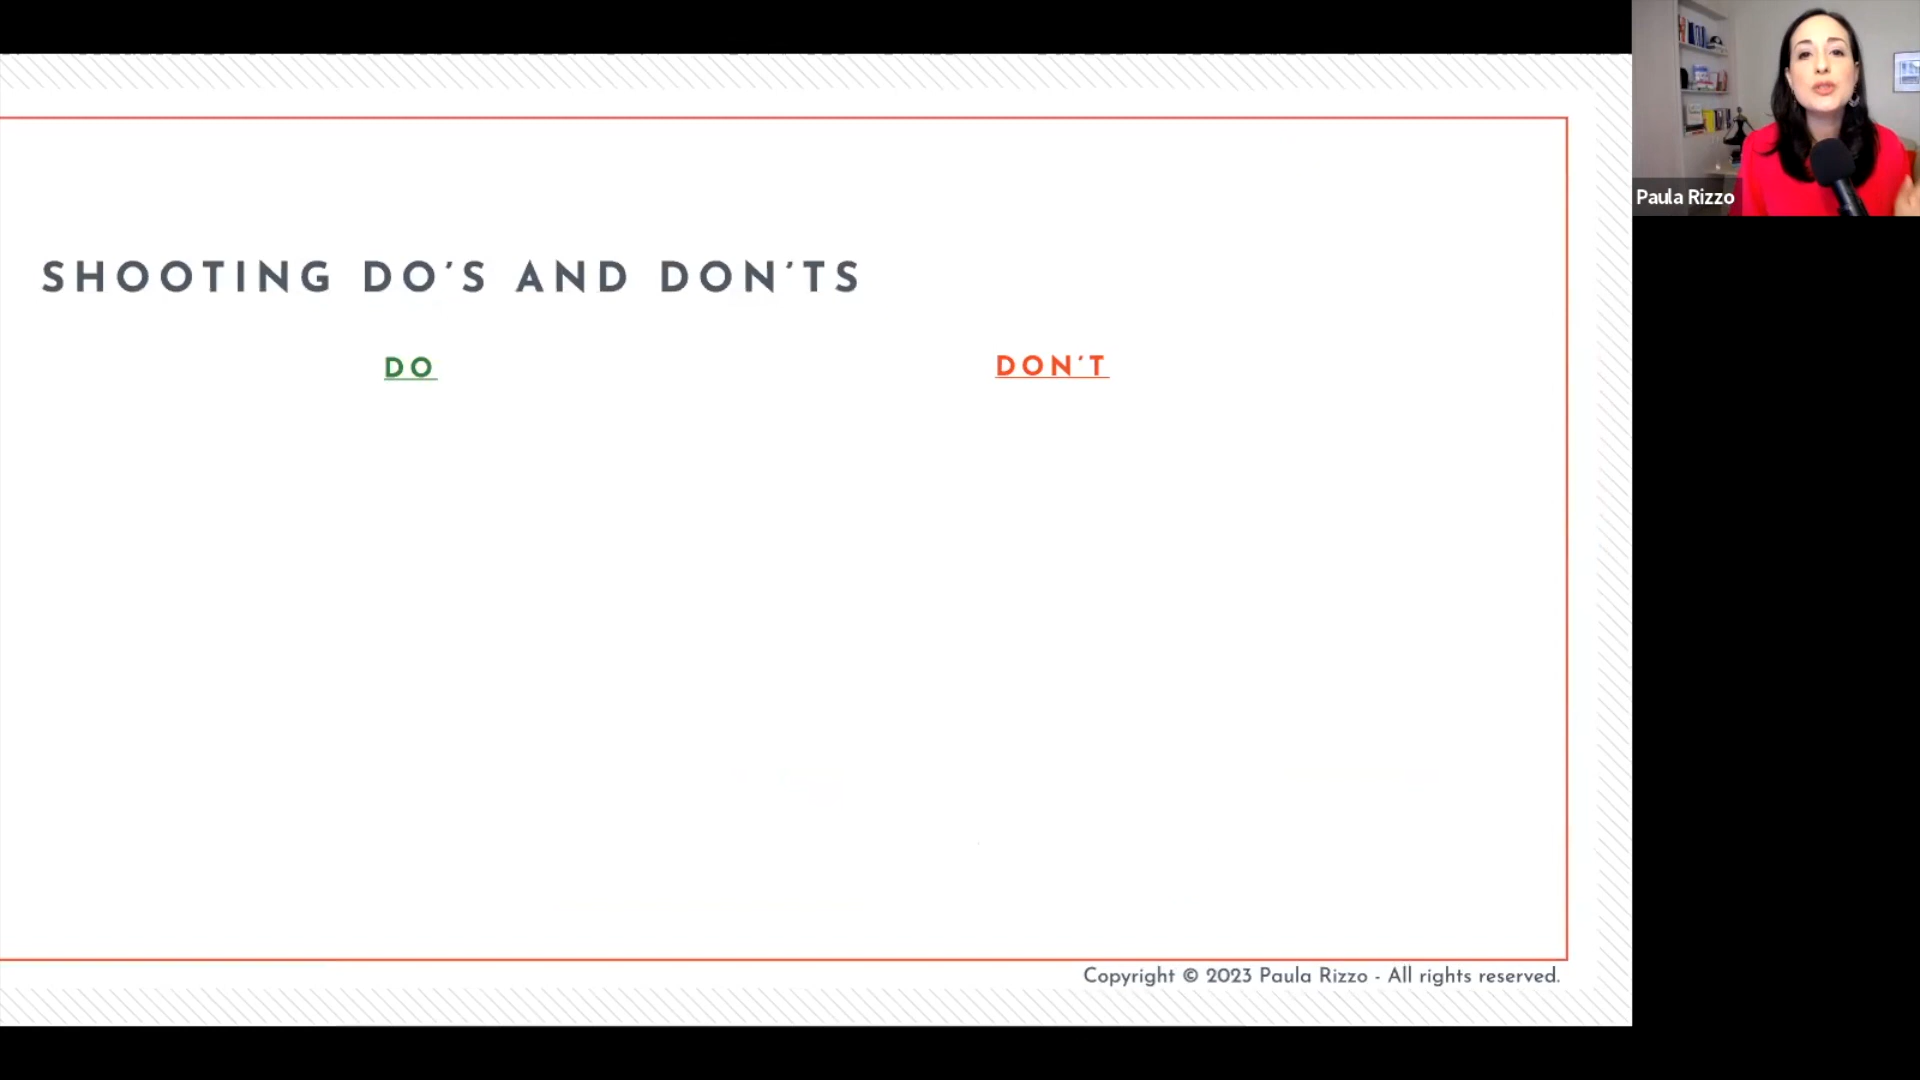 SHOOTING DO'S AND DON'TS
DO
DON'T
Copyright © 2023 Paula Rizzo - All rights reserved.
Paula Rizzo